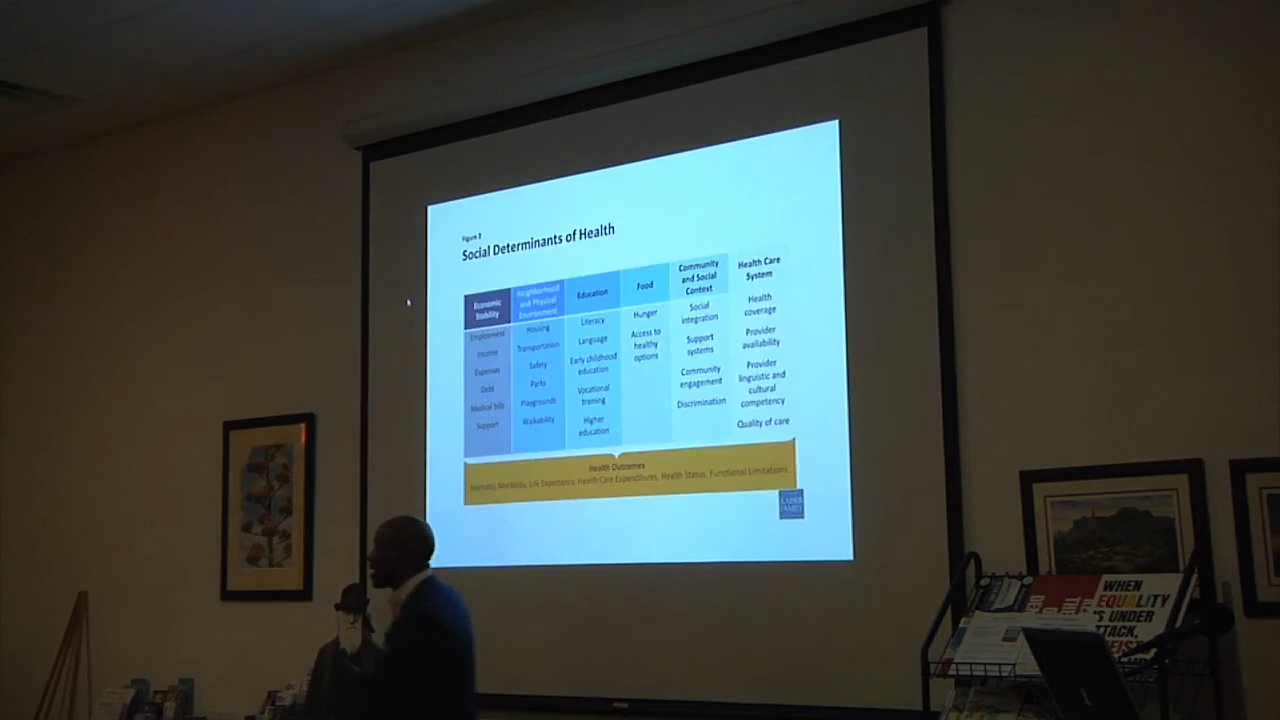 Figure 1
Social Determinants of Health
Economic
Stability
Employment
Income
Expenses
Debt
Medical bills
Support
Neighborhood
and Physical
Environment
Housing
Transportation
Safety
Parks
Playgrounds
Walkability
Education
Literacy
Language
Early childhood
education
Vocational
training
Higher
education
Food
Hunger
Access to
healthy
options
Community
and Social
Context
Social
integration
Support
systems
Community
engagement
Discrimination
Health Care
System
Health
coverage
Provider
availability
Provider
linguistic and
cultural
competency
Quality of care
Health Outcomes
Mortality, Morbidity, Life Expectancy, Health Care Expenditures, Health Status, Functional Limitations
KAISER
FAMILY
WHEN
EQUALITY
'S UNDER
TTACK,